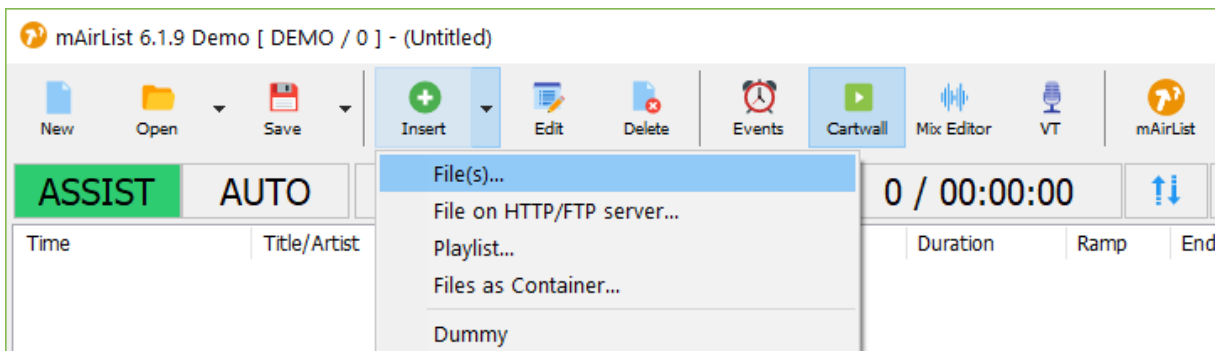 mAirList 6.1.9 Demo [ DEMO / 0 ] - (Untitled)
New Open Save Insert Edit Delete Events Cartwall Mix Editor VT mAirList
ASSIST AUTO 0 / 00:00:00
File(s)...
File on HTTP/FTP server...
Time Title/Artist Duration Ramp End
Playlist...
Files as Container...
Dummy